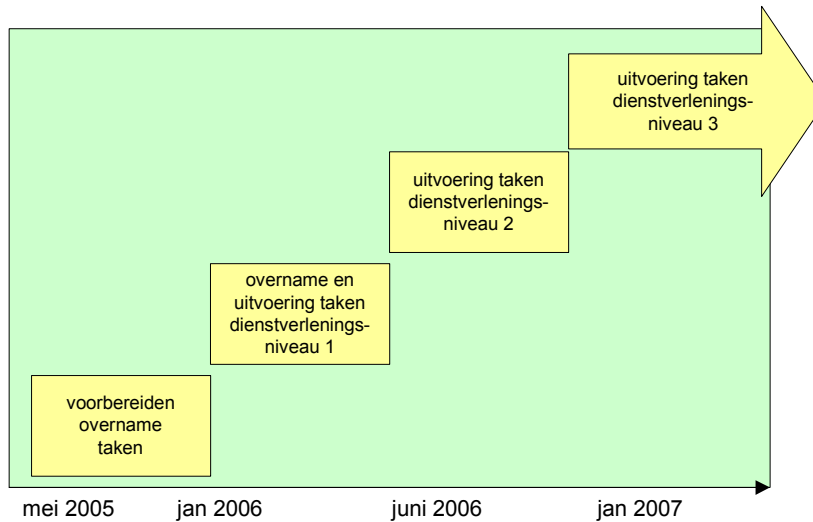 uitvoering taken
dienstverlenings-
niveau 3
uitvoering taken
dienstverlenings-
niveau 2
overname en
uitvoering taken
dienstverlenings-
niveau 1
voorbereiden
overname
taken
mei 2005 jan 2006 juni 2006 jan 2007